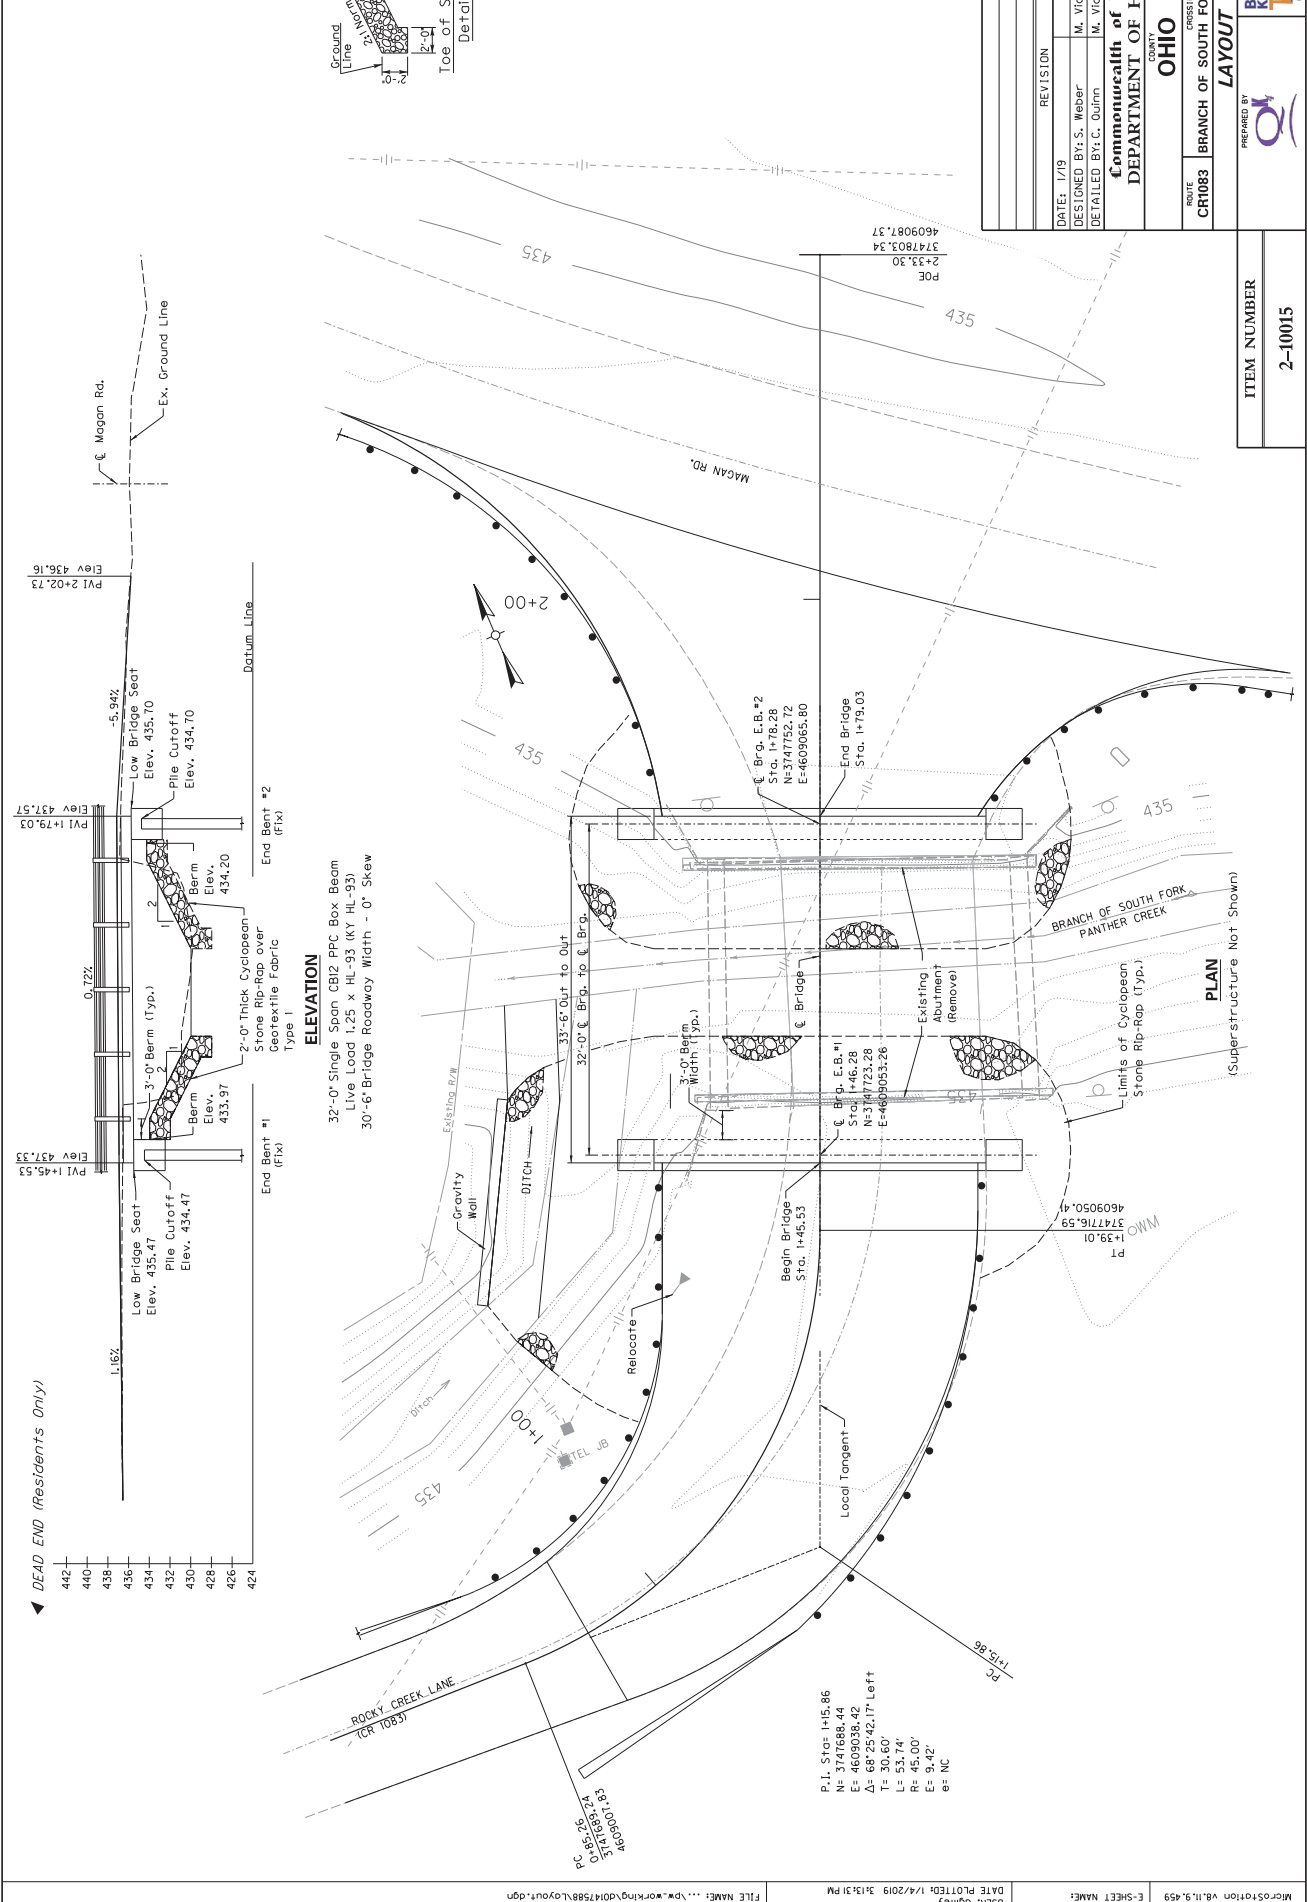 DEAD END (Residents Only)
442
440
438
436
434
432
430
428
426
424
1.16%
PVI 1+45.53
Elev 437.33
0.72%
PVI 1+79.03
Elev 437.57
-5.94%
PVI 2+02.73
Elev 436.16
℄ Magan Rd.
Ex. Ground Line
Low Bridge Seat
Elev. 435.47
Pile Cutoff
Elev. 434.47
Berm
Elev.
433.97
3'-0" Berm (Typ.)
2
1
2'-0" Thick Cyclopean
Stone Rip-Rap over
Geotextile Fabric
Type 1
2
1
Berm
Elev.
434.20
Low Bridge Seat
Elev. 435.70
Pile Cutoff
Elev. 434.70
End Bent #1
(Fix)
End Bent #2
(Fix)
Datum Line
ELEVATION
32'-0" Single Span CB12 PPC Box Beam
Live Load 1.25 x HL-93 (KY HL-93)
30'-6" Bridge Roadway Width - 0° Skew
Ground
Line
2:1
2'-0"
2'-0"
Toe of
ROCKY CREEK LANE
(CR 1083)
PC
0+85.26
3747689.24
4609007.83
435
Ditch
1+00
TEL JB
Gravity
Wall
DITCH
Existing R/W
Relocate
33'-6" Out to Out
32'-0" ℄ Brg. to ℄ Brg.
3'-0" Berm
Width (Typ.)
435
2+00
MAGAN RD.
435
435
P.I. Sta= 1+15.86
N= 3747688.44
E= 4609038.42
Δ= 68°25'42.17" Left
T= 30.60'
L= 53.74'
R= 45.00'
E= 9.42'
e= NC
PC
1+15.86
Local Tangent
Begin Bridge
Sta. 1+45.53
℄ Brg. E.B.#1
Sta. 1+46.28
N=3747723.28
E=4609053.26
℄ Bridge
Existing
Abutment
(Remove)
℄ Brg. E.B.#2
Sta. 1+78.28
N=3747752.72
E=4609065.80
End Bridge
Sta. 1+79.03
POE
2+33.30
3747803.34
4609087.37
PT
1+39.01
3747716.59
4609050.41
OWM
435
435
BRANCH OF SOUTH FORK
PANTHER CREEK
Limits of Cyclopean
Stone Rip-Rap (Typ.)
PLAN
(Superstructure Not Shown)
REVISION
DATE: 1/19
DESIGNED BY: S. Weber
DETAILED BY: C. Quinn
Commonwealth of
DEPARTMENT OF
COUNTY
OHIO
ROUTE
CR1083
BRANCH OF SOUTH
LAYOUT
PREPARED BY
ITEM NUMBER
2-10015
MicroStation v8.11.9.459
E-SHEET NAME:
DATE PLOTTED: 1/4/2019 3:13:31 PM
FILE NAME: ...\pw_working\d0147588\Layout.dgn